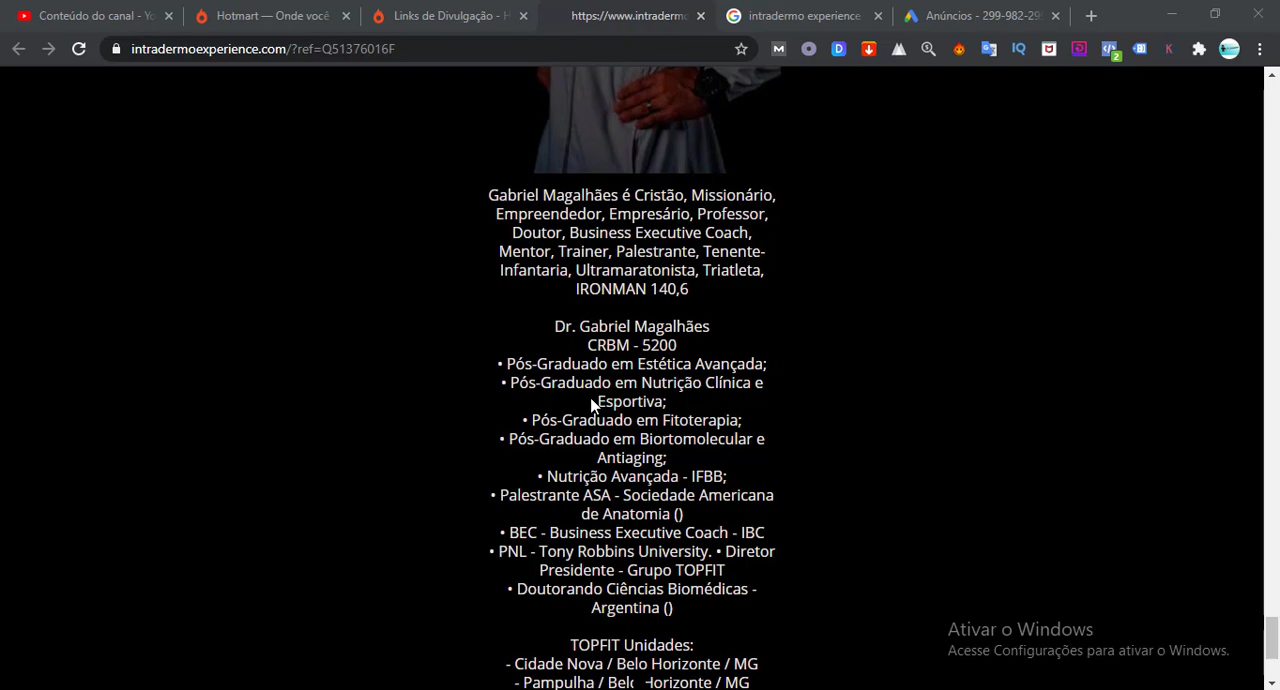 Conteúdo do canal - Yo
Hotmart — Onde você
Links de Divulgação - H
https://www.intradermo
intradermo experience
Anúncios - 299-982-29
intradermoexperience.com/?ref=Q51376016F
Gabriel Magalhães é Cristão, Missionário,
Empreendedor, Empresário, Professor,
Doutor, Business Executive Coach,
Mentor, Trainer, Palestrante, Tenente-
Infantaria, Ultramaratonista, Triatleta,
IRONMAN 140,6
Dr. Gabriel Magalhães
CRBM - 5200
• Pós-Graduado em Estética Avançada;
• Pós-Graduado em Nutrição Clínica e
Esportiva;
• Pós-Graduado em Fitoterapia;
• Pós-Graduado em Biortomolecular e
Antiaging;
• Nutrição Avançada - IFBB;
• Palestrante ASA - Sociedade Americana
de Anatomia ()
• BEC - Business Executive Coach - IBC
• PNL - Tony Robbins University. • Diretor
Presidente - Grupo TOPFIT
• Doutorando Ciências Biomédicas -
Argentina ()
TOPFIT Unidades:
- Cidade Nova / Belo Horizonte / MG
- Pampulha / Belo Horizonte / MG
Ativar o Windows
Acesse Configurações para ativar o Windows.